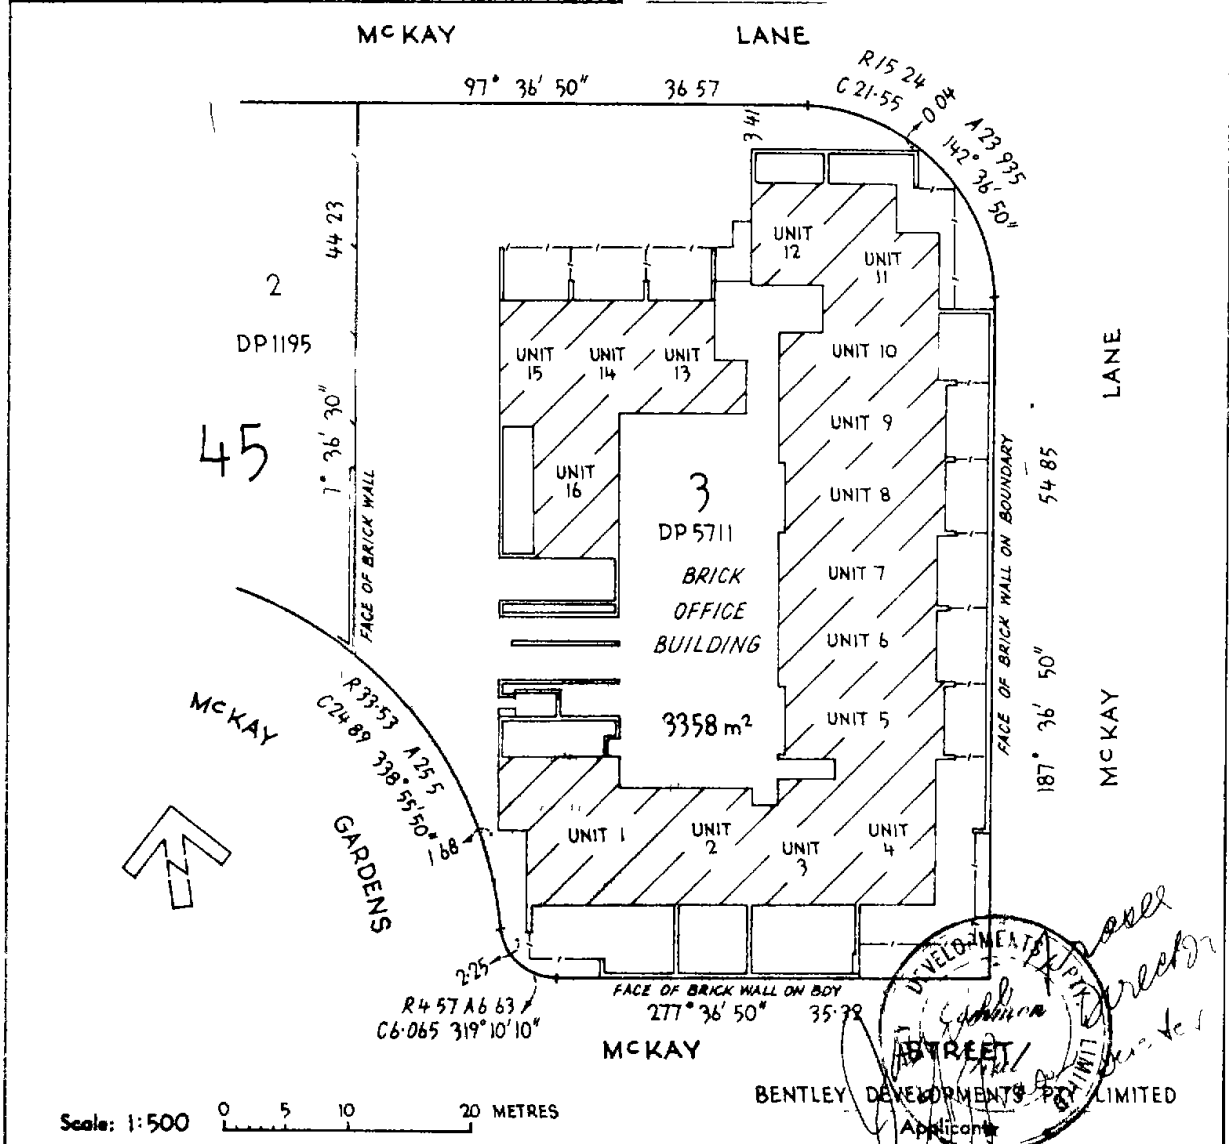 McKAY LANE
97° 36' 50" 36 57
R 15 24
C 21·55
0 04
A 23 935
142° 36' 50"
3 41
44 23
7° 36' 30"
2
DP 1195
45
FACE OF BRICK WALL
UNIT 12
UNIT 11
UNIT 15
UNIT 14
UNIT 13
UNIT 10
UNIT 9
UNIT 16
UNIT 8
3
DP 5711
BRICK
OFFICE
BUILDING
3358 m²
UNIT 7
UNIT 6
UNIT 5
UNIT 1
UNIT 2
UNIT 3
UNIT 4
LANE
McKAY
54 85
187° 36' 50"
FACE OF BRICK WALL ON BOUNDARY
McKAY
GARDENS
R 33·53 A 25 5
C 24 89 338° 55' 50"
1 68
2·25
R 4 57 A 6 63
C 6·065 319° 10' 10"
FACE OF BRICK WALL ON BDY
277° 36' 50"
McKAY STREET
DEVELOPMENTS PTY LIMITED
Director
BENTLEY DEVELOPMENTS PTY LIMITED
Applicant
Scale: 1:500
0 5 10 20 METRES